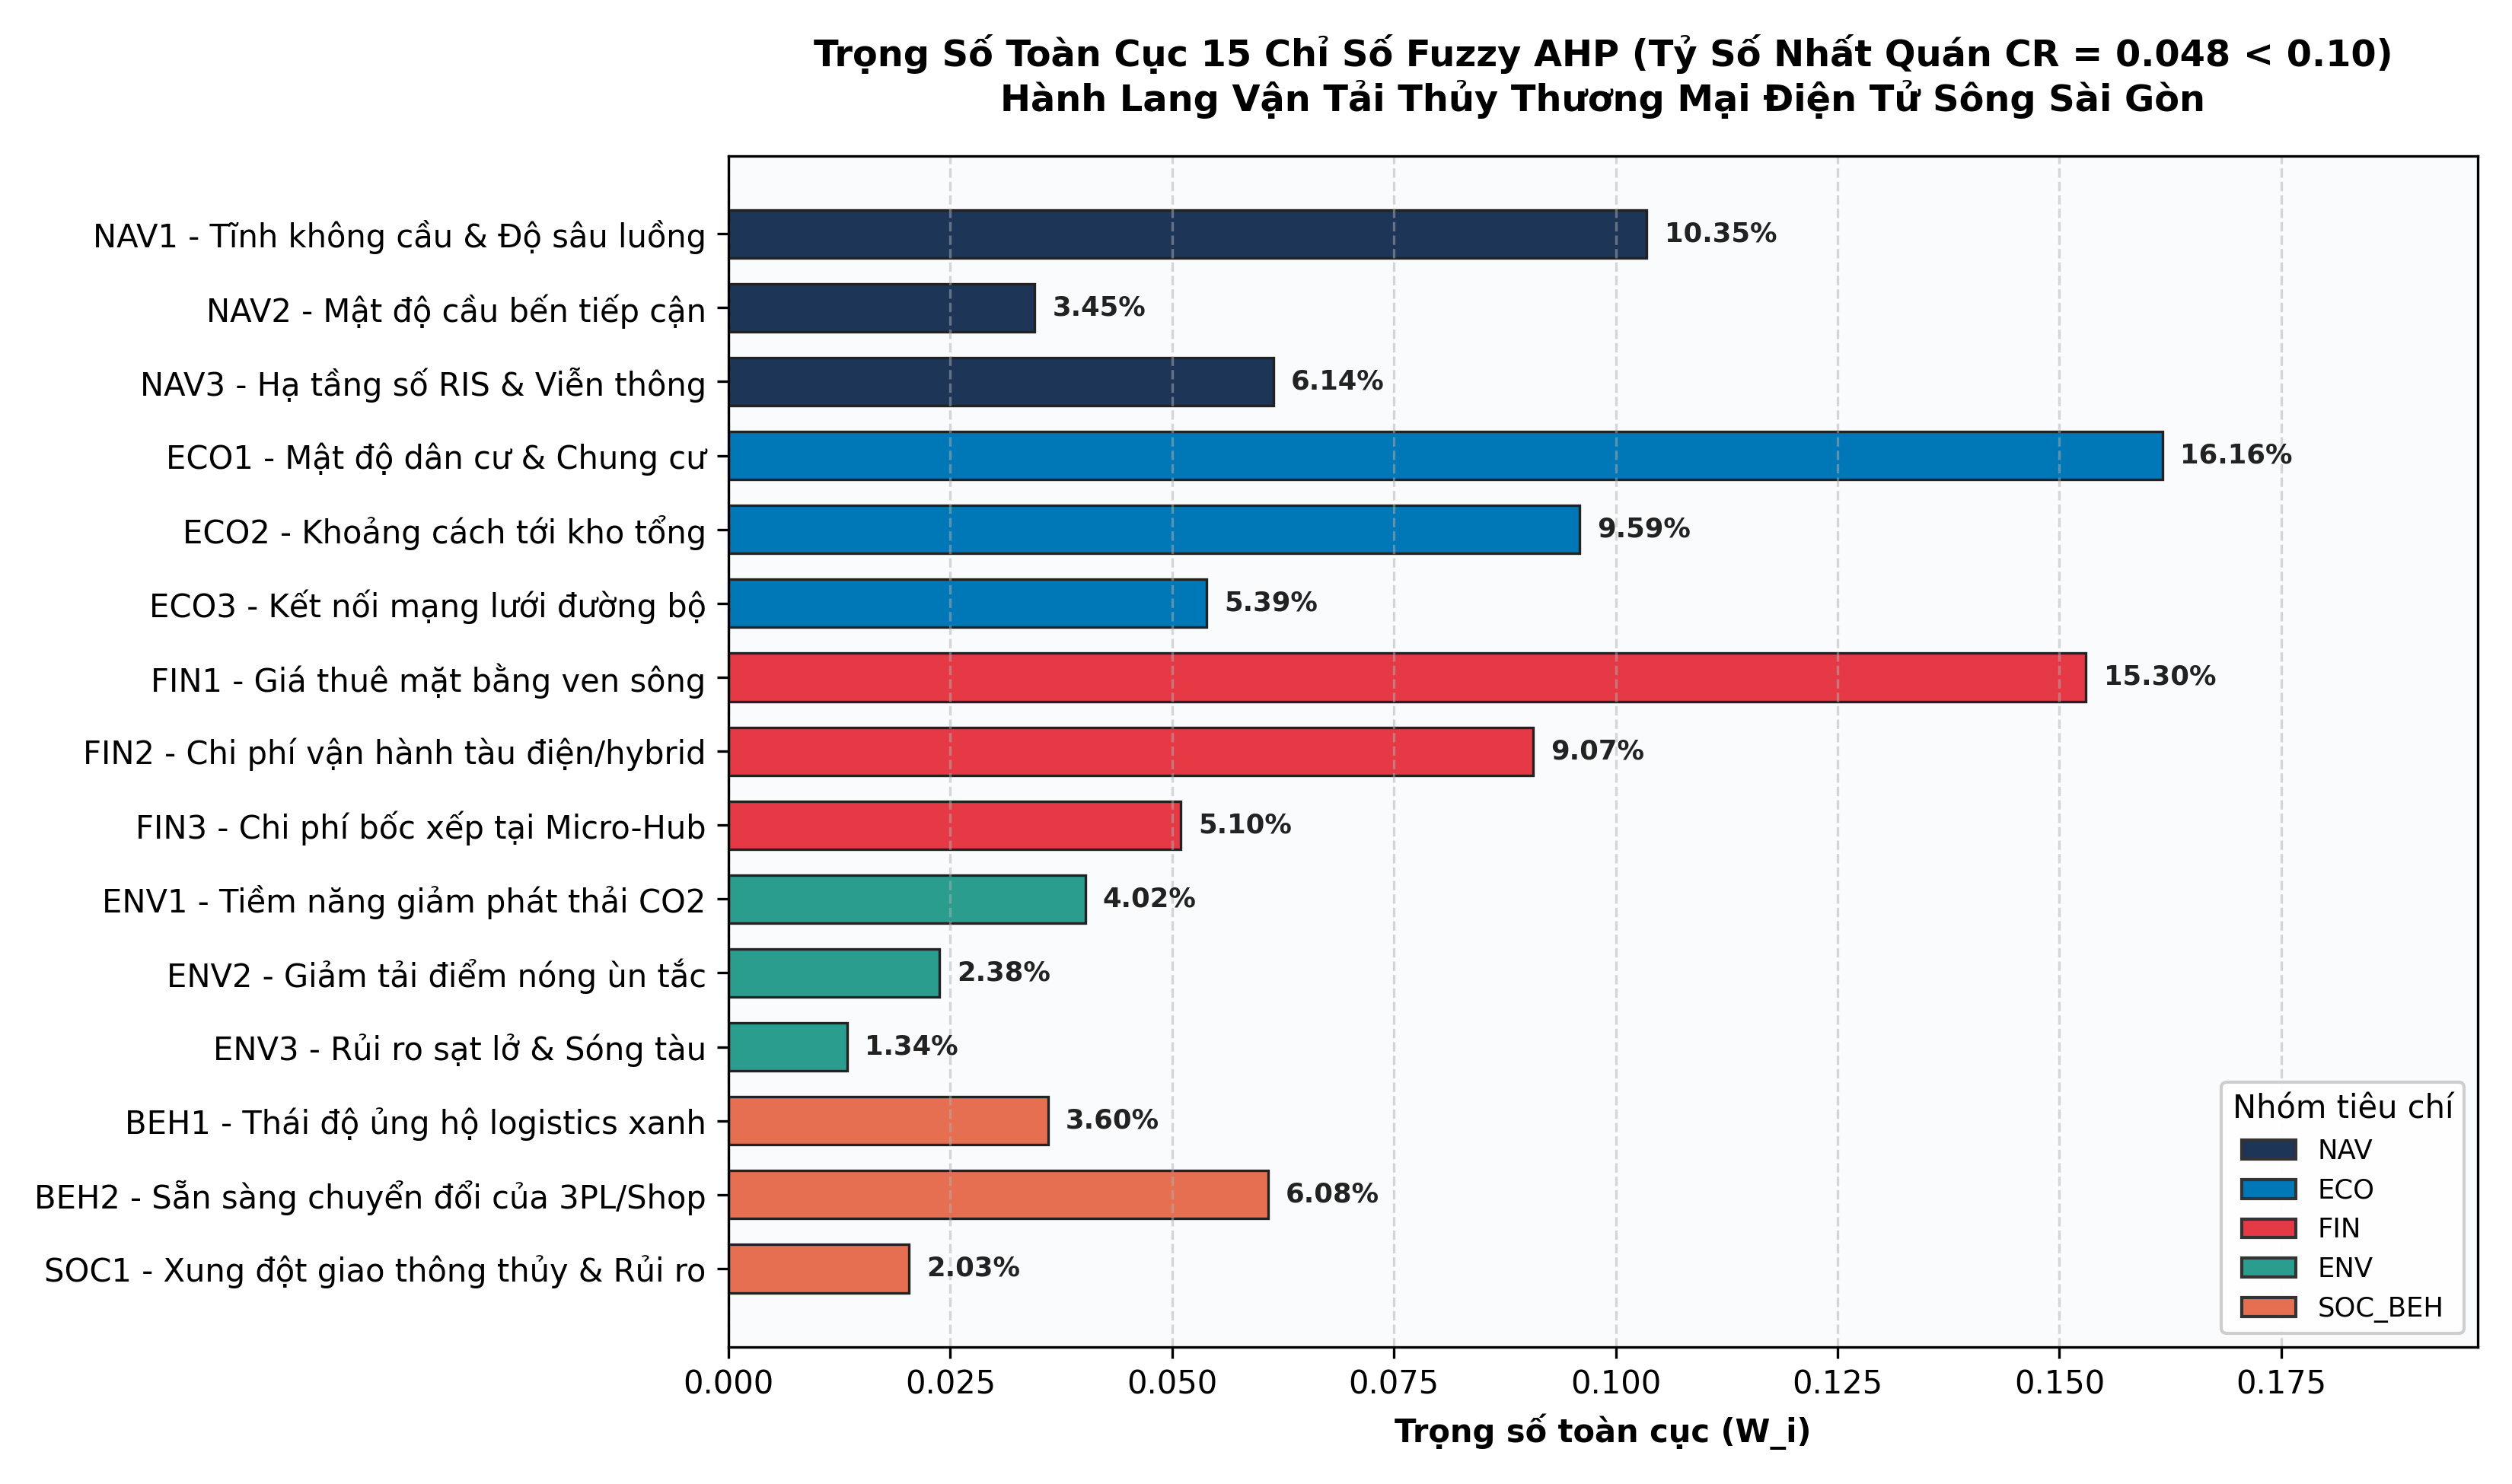 Trọng Số Toàn Cục 15 Chỉ Số Fuzzy AHP (Tỷ Số Nhất Quán CR = 0.048 < 0.10)
Hành Lang Vận Tải Thủy Thương Mại Điện Tử Sông Sài Gòn
NAV1 - Tĩnh không cầu & Độ sâu luồng
10.35%
NAV2 - Mật độ cầu bến tiếp cận
3.45%
NAV3 - Hạ tầng số RIS & Viễn thông
6.14%
ECO1 - Mật độ dân cư & Chung cư
16.16%
ECO2 - Khoảng cách tới kho tổng
9.59%
ECO3 - Kết nối mạng lưới đường bộ
5.39%
FIN1 - Giá thuê mặt bằng ven sông
15.30%
FIN2 - Chi phí vận hành tàu điện/hybrid
9.07%
FIN3 - Chi phí bốc xếp tại Micro-Hub
5.10%
ENV1 - Tiềm năng giảm phát thải CO2
4.02%
ENV2 - Giảm tải điểm nóng ùn tắc
2.38%
ENV3 - Rủi ro sạt lở & Sóng tàu
1.34%
BEH1 - Thái độ ủng hộ logistics xanh
3.60%
BEH2 - Sẵn sàng chuyển đổi của 3PL/Shop
6.08%
SOC1 - Xung đột giao thông thủy & Rủi ro
2.03%
Nhóm tiêu chí
NAV
ECO
FIN
ENV
SOC_BEH
0.000 0.025 0.050 0.075 0.100 0.125 0.150 0.175
Trọng số toàn cục (W_i)